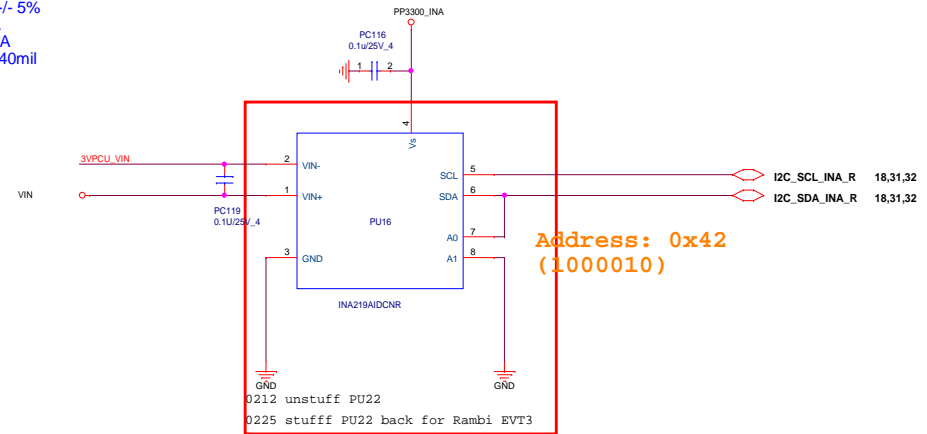 +/- 5%
A
40mil
PP3300_INA
PC116
0.1u/25V_4
1 2
4
Vs
3VPCU_VIN
2 VIN-
SCL 5
I2C_SCL_INA_R 18,31,32
VIN
1 VIN+
SDA 6
I2C_SDA_INA_R 18,31,32
PC119
0.1U/25V_4
PU16
A0 7
Address: 0x42
3 GND
A1 8
(1000010)
INA219AIDCNR
GND
GND
0212 unstuff PU22
0225 stufff PU22 back for Rambi EVT3